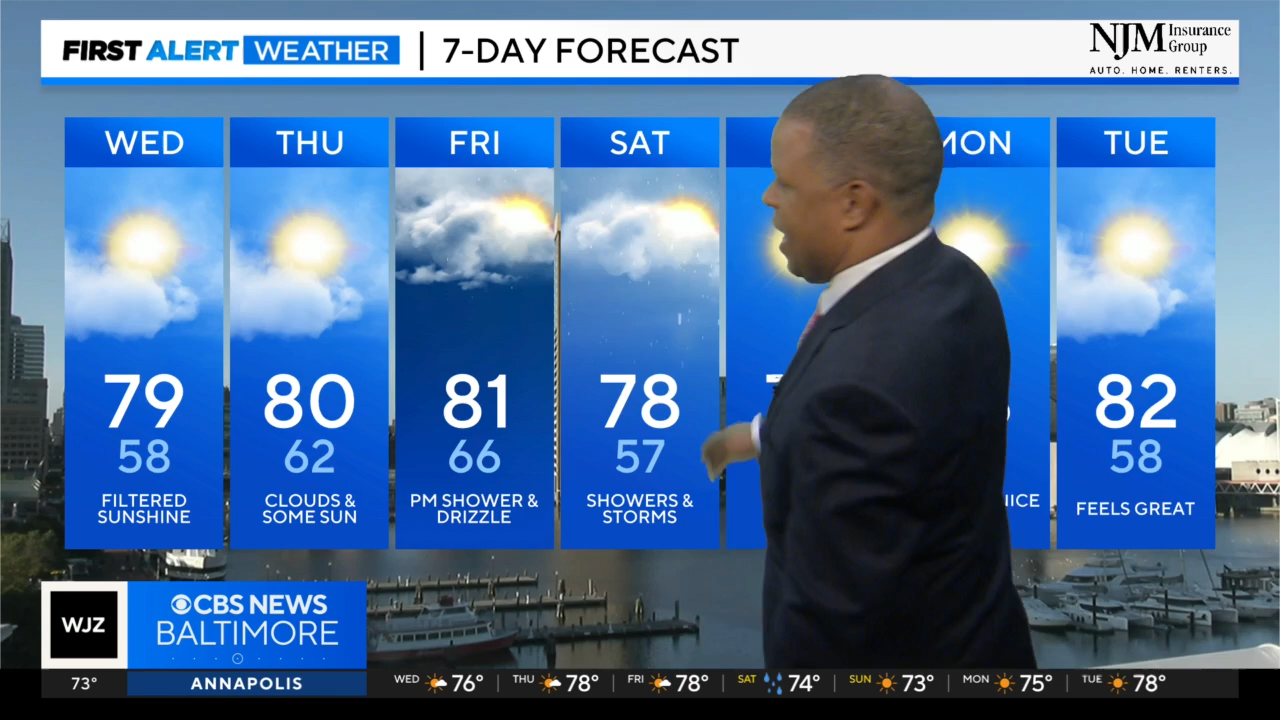 FIRST ALERT WEATHER | 7-DAY FORECAST
NJM Insurance Group
AUTO. HOME. RENTERS.
WED THU FRI SAT MON TUE
79 80 81 78 82
58 62 66 57 58
FILTERED SUNSHINE
CLOUDS & SOME SUN
PM SHOWER & DRIZZLE
SHOWERS & STORMS
FEELS GREAT
WJZ
CBS NEWS
BALTIMORE
73° ANNAPOLIS
WED 76° | THU 78° | FRI 78° | SAT 74° | SUN 73° | MON 75° | TUE 78°